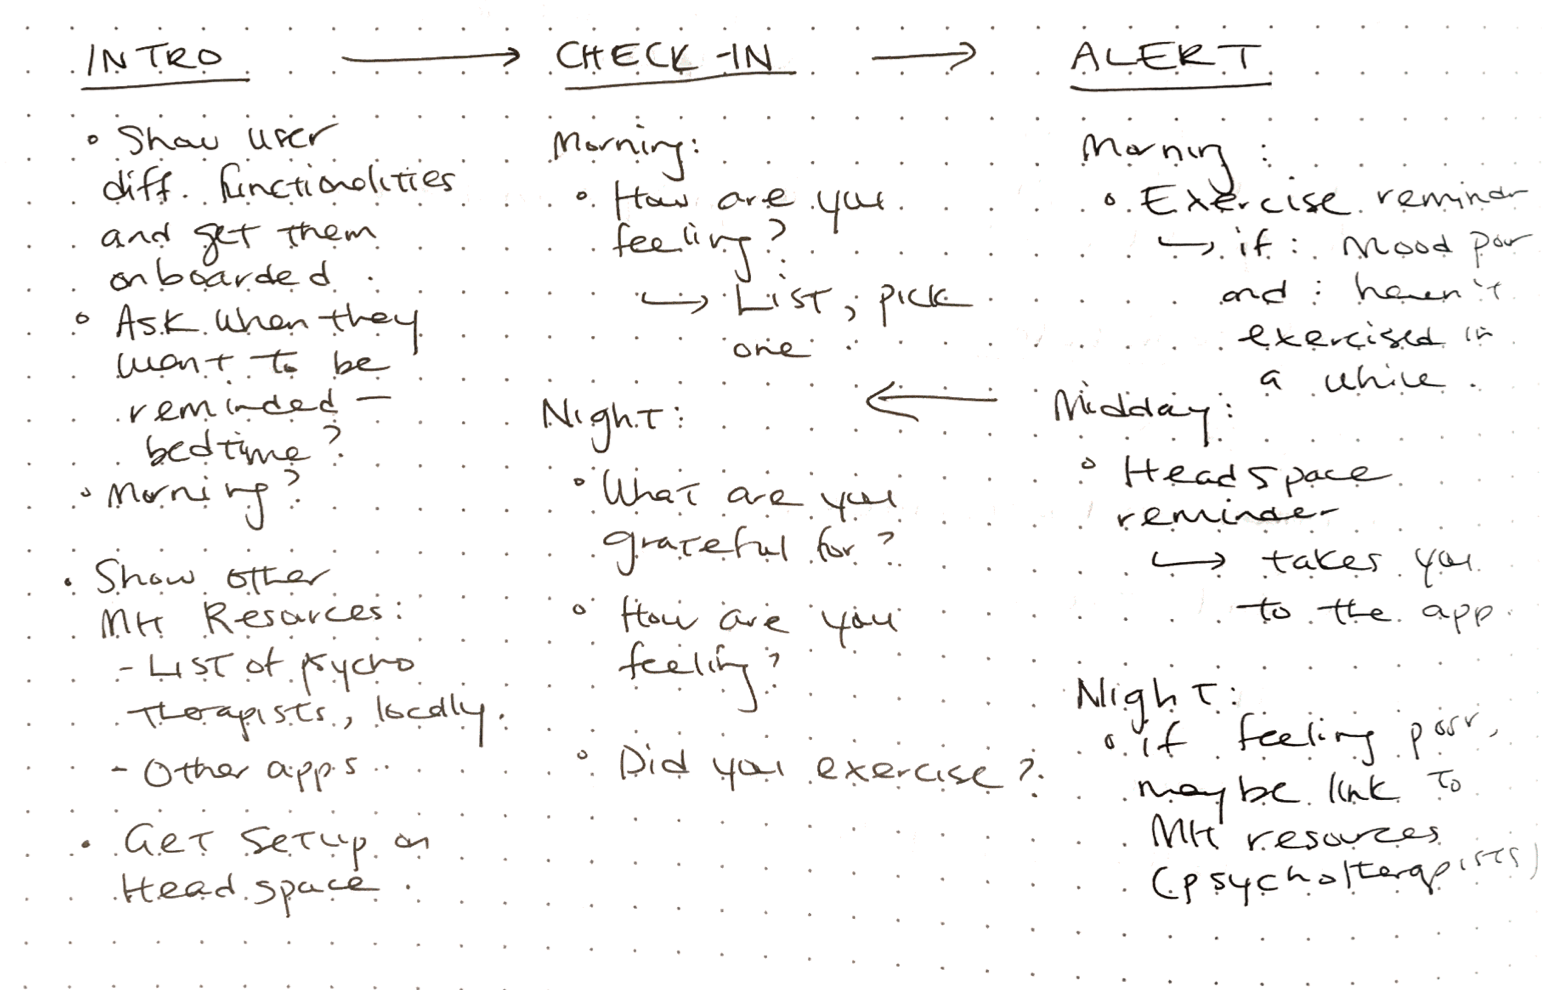 INTRO
• Show user
diff. functionalities
and get them
onboarded.
• Ask when they
want to be
reminded –
bedtime?
• Morning?
• Show other
MH Resources:
- List of psycho
therapists, locally.
- Other apps
• Get setup on
Headspace.
CHECK-IN
Morning:
• How are you
feeling?
↳ List, pick
one
Night:
• What are you
grateful for?
• How are you
feeling?
• Did you exercise?
ALERT
Morning:
• Exercise reminder
↳ if: Mood poor
and: haven't
exercised in
a while.
Midday:
• Headspace
reminder
↳ takes you
to the app.
Night:
• if feeling poor,
maybe link to
MH resources
(psychotherapists)